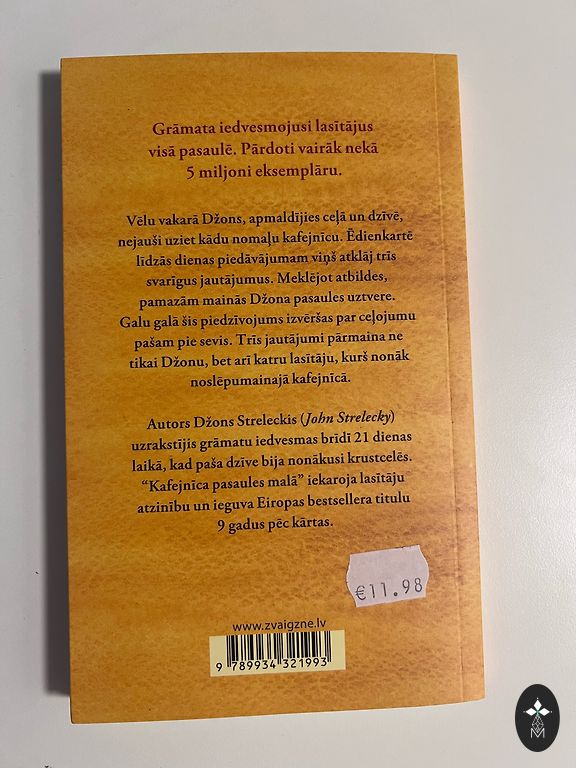 Grāmata iedvesmojusi lasītājus
visā pasaulē. Pārdoti vairāk nekā
5 miljoni eksemplāru.
Vēlu vakarā Džons, apmaldījies ceļā un dzīvē,
nejauši uziet kādu nomaļu kafejnīcu. Ēdienkartē
līdzās dienas piedāvājumam viņš atklāj trīs
svarīgus jautājumus. Meklējot atbildes,
pamazām mainās Džona pasaules uztvere.
Galu galā šis piedzīvojums izvēršas par ceļojumu
pašam pie sevis. Trīs jautājumi pārmaina ne
tikai Džonu, bet arī katru lasītāju, kurš nonāk
noslēpumainajā kafejnīcā.
Autors Džons Streleckis (John Strelecky)
uzrakstījis grāmatu iedvesmas brīdī 21 dienas
laikā, kad paša dzīve bija nonākusi krustcelēs.
“Kafejnīca pasaules malā” iekaroja lasītāju
atzinību un ieguva Eiropas bestsellera titulu
9 gadus pēc kārtas.
€11.98
www.zvaigzne.lv
9 789934 321993
M